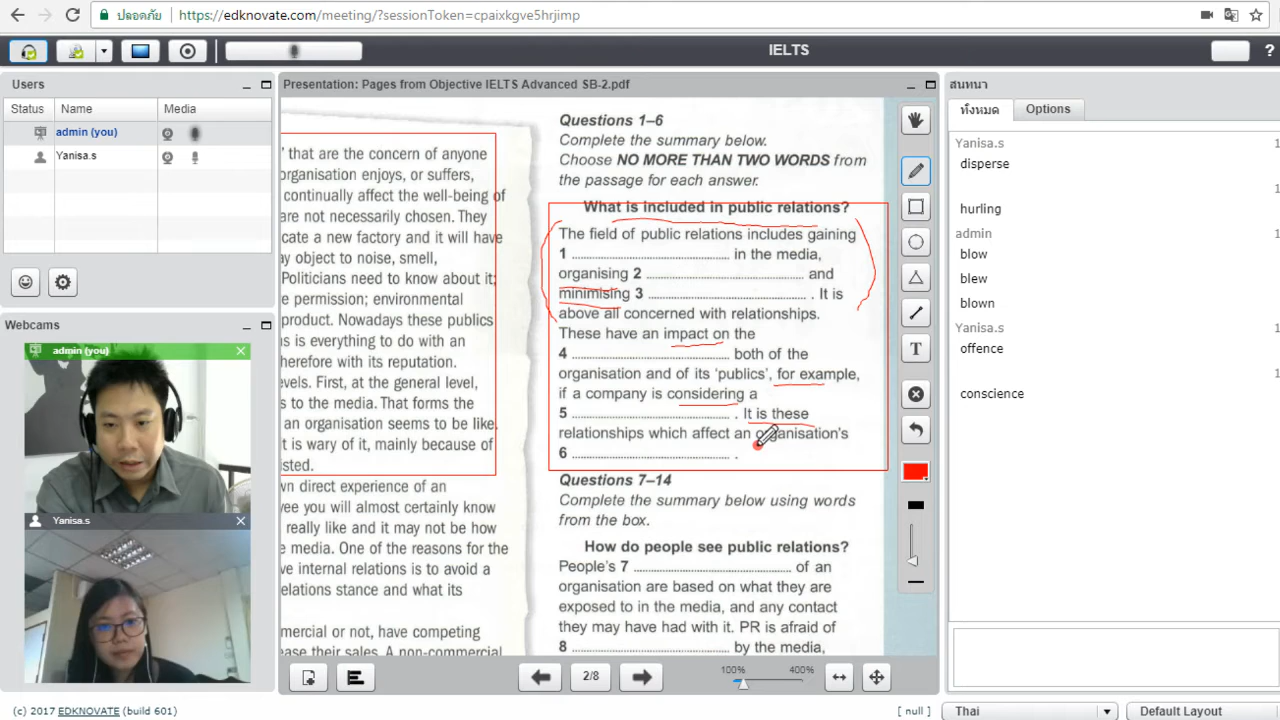 ปลอดภัย
https://edknovate.com/meeting/?sessionToken=cpaixkgve5hrjimp
IELTS
?
Users
Status Name Media
admin (you)
Yanisa.s
Webcams
admin (you)
Yanisa.s
Presentation: Pages from Objective IELTS Advanced SB-2.pdf
' that are the concern of anyone
organisation enjoys, or suffers,
continually affect the well-being of
are not necessarily chosen. They
cate a new factory and it will have
y object to noise, smell,
Politicians need to know about it;
e permission; environmental
product. Nowadays these publics
s is everything to do with an
herefore with its reputation.
evels. First, at the general level,
s to the media. That forms the
an organisation seems to be like.
t is wary of it, mainly because of
sted.
wn direct experience of an
yee you will almost certainly know
really like and it may not be how
e media. One of the reasons for the
ve internal relations is to avoid a
elations stance and what its
mmercial or not, have competing
ease their sales. A non-commercial
Questions 1–6
Complete the summary below.
Choose NO MORE THAN TWO WORDS from
the passage for each answer.
What is included in public relations?
The field of public relations includes gaining
1 ........................................ in the media,
organising 2 ........................................ and
minimising 3 ........................................ . It is
above all concerned with relationships.
These have an impact on the
4 ........................................ both of the
organisation and of its 'publics', for example,
if a company is considering a
5 ........................................ . It is these
relationships which affect an organisation's
6 ........................................ .
Questions 7–14
Complete the summary below using words
from the box.
How do people see public relations?
People's 7 ........................................ of an
organisation are based on what they are
exposed to in the media, and any contact
they may have had with it. PR is afraid of
8 ........................................ by the media,
T
2/8
100%
400%
สนทนา
ทั้งหมด Options
Yanisa.s
disperse
hurling
admin
blow
blew
blown
Yanisa.s
offence
conscience
(c) 2017 EDKNOVATE (build 601)
[ null ]
Thai
Default Layout